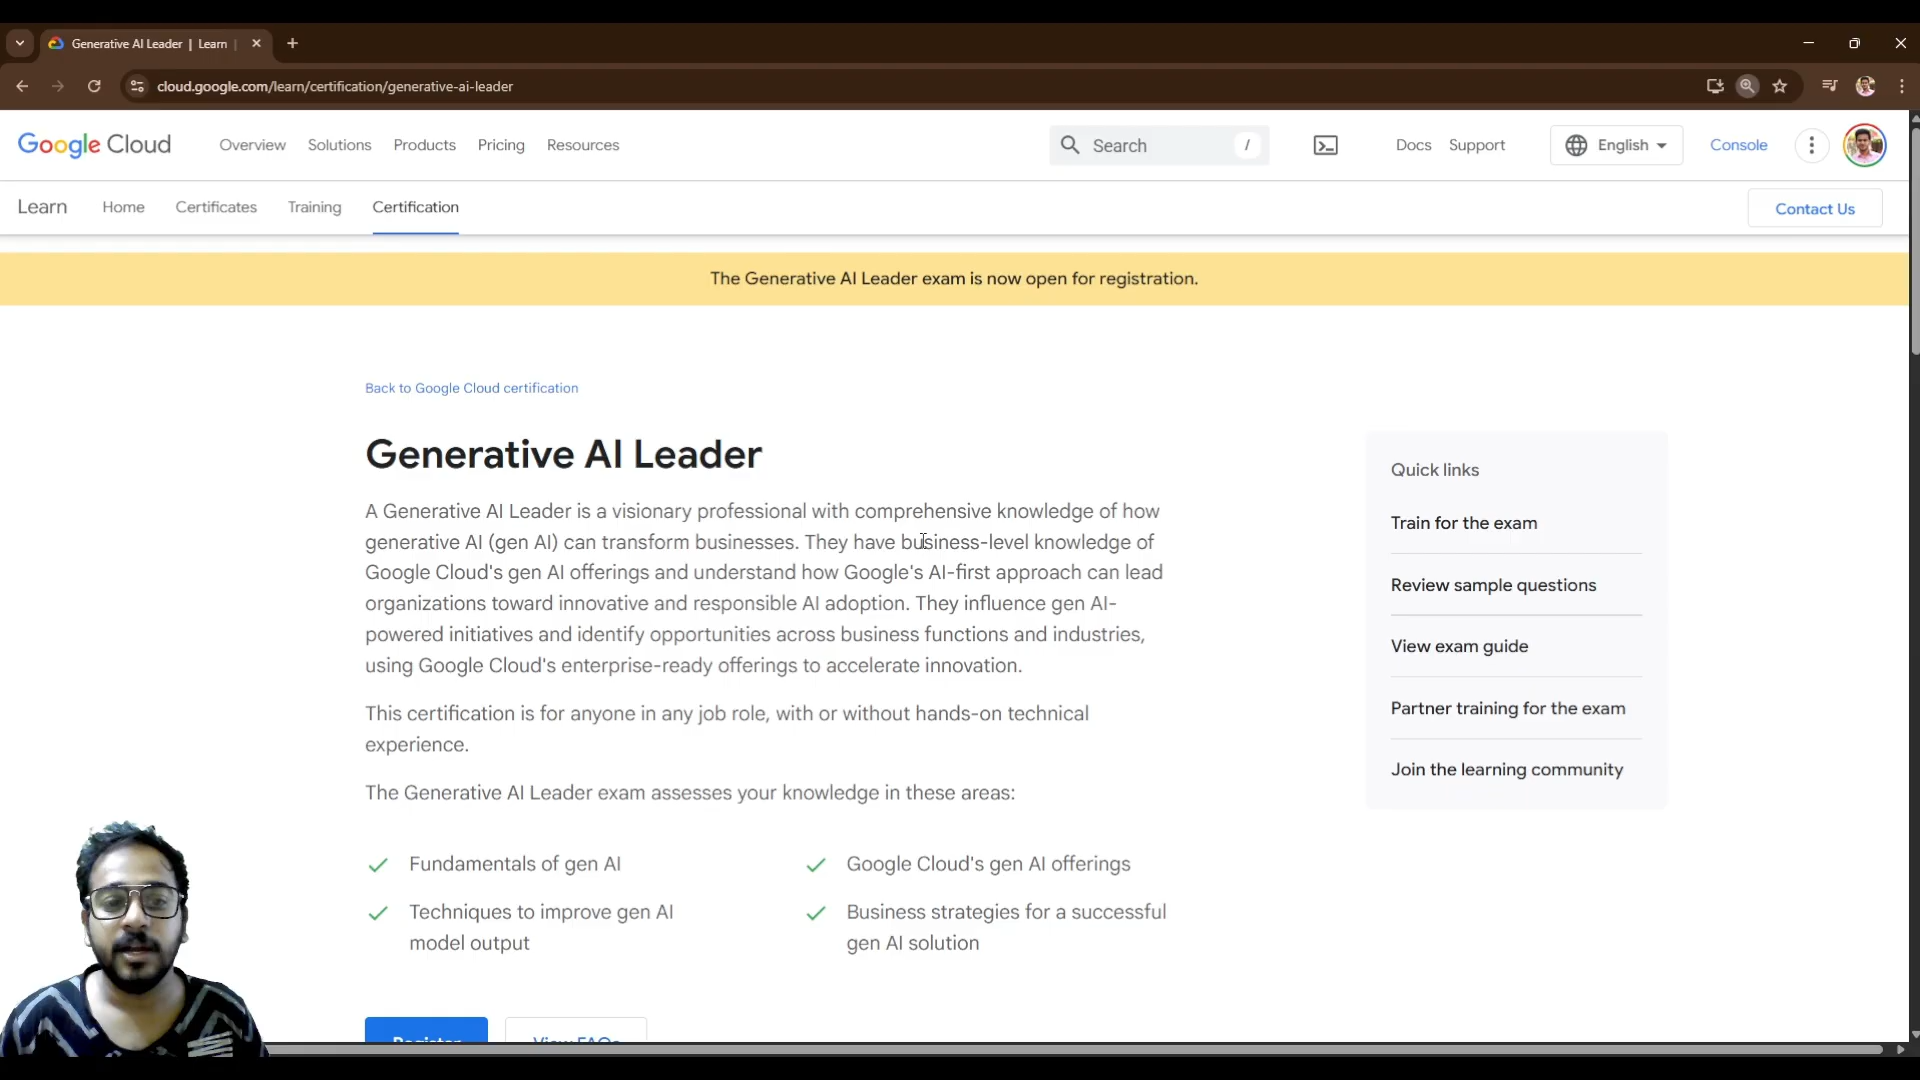 Generative AI Leader | Learn
cloud.google.com/learn/certification/generative-ai-leader
Google Cloud Overview Solutions Products Pricing Resources Search / Docs Support English Console
Learn Home Certificates Training Certification Contact Us
The Generative AI Leader exam is now open for registration.
Back to Google Cloud certification
Generative AI Leader
A Generative AI Leader is a visionary professional with comprehensive knowledge of how
generative AI (gen AI) can transform businesses. They have business-level knowledge of
Google Cloud's gen AI offerings and understand how Google's AI-first approach can lead
organizations toward innovative and responsible AI adoption. They influence gen AI-
powered initiatives and identify opportunities across business functions and industries,
using Google Cloud's enterprise-ready offerings to accelerate innovation.
This certification is for anyone in any job role, with or without hands-on technical
experience.
The Generative AI Leader exam assesses your knowledge in these areas:
Fundamentals of gen AI
Techniques to improve gen AI
model output
Google Cloud's gen AI offerings
Business strategies for a successful
gen AI solution
Register
View FAQs
Quick links
Train for the exam
Review sample questions
View exam guide
Partner training for the exam
Join the learning community